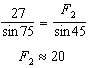 27/sin 75 = F₂/sin 45
F₂ ≈ 20